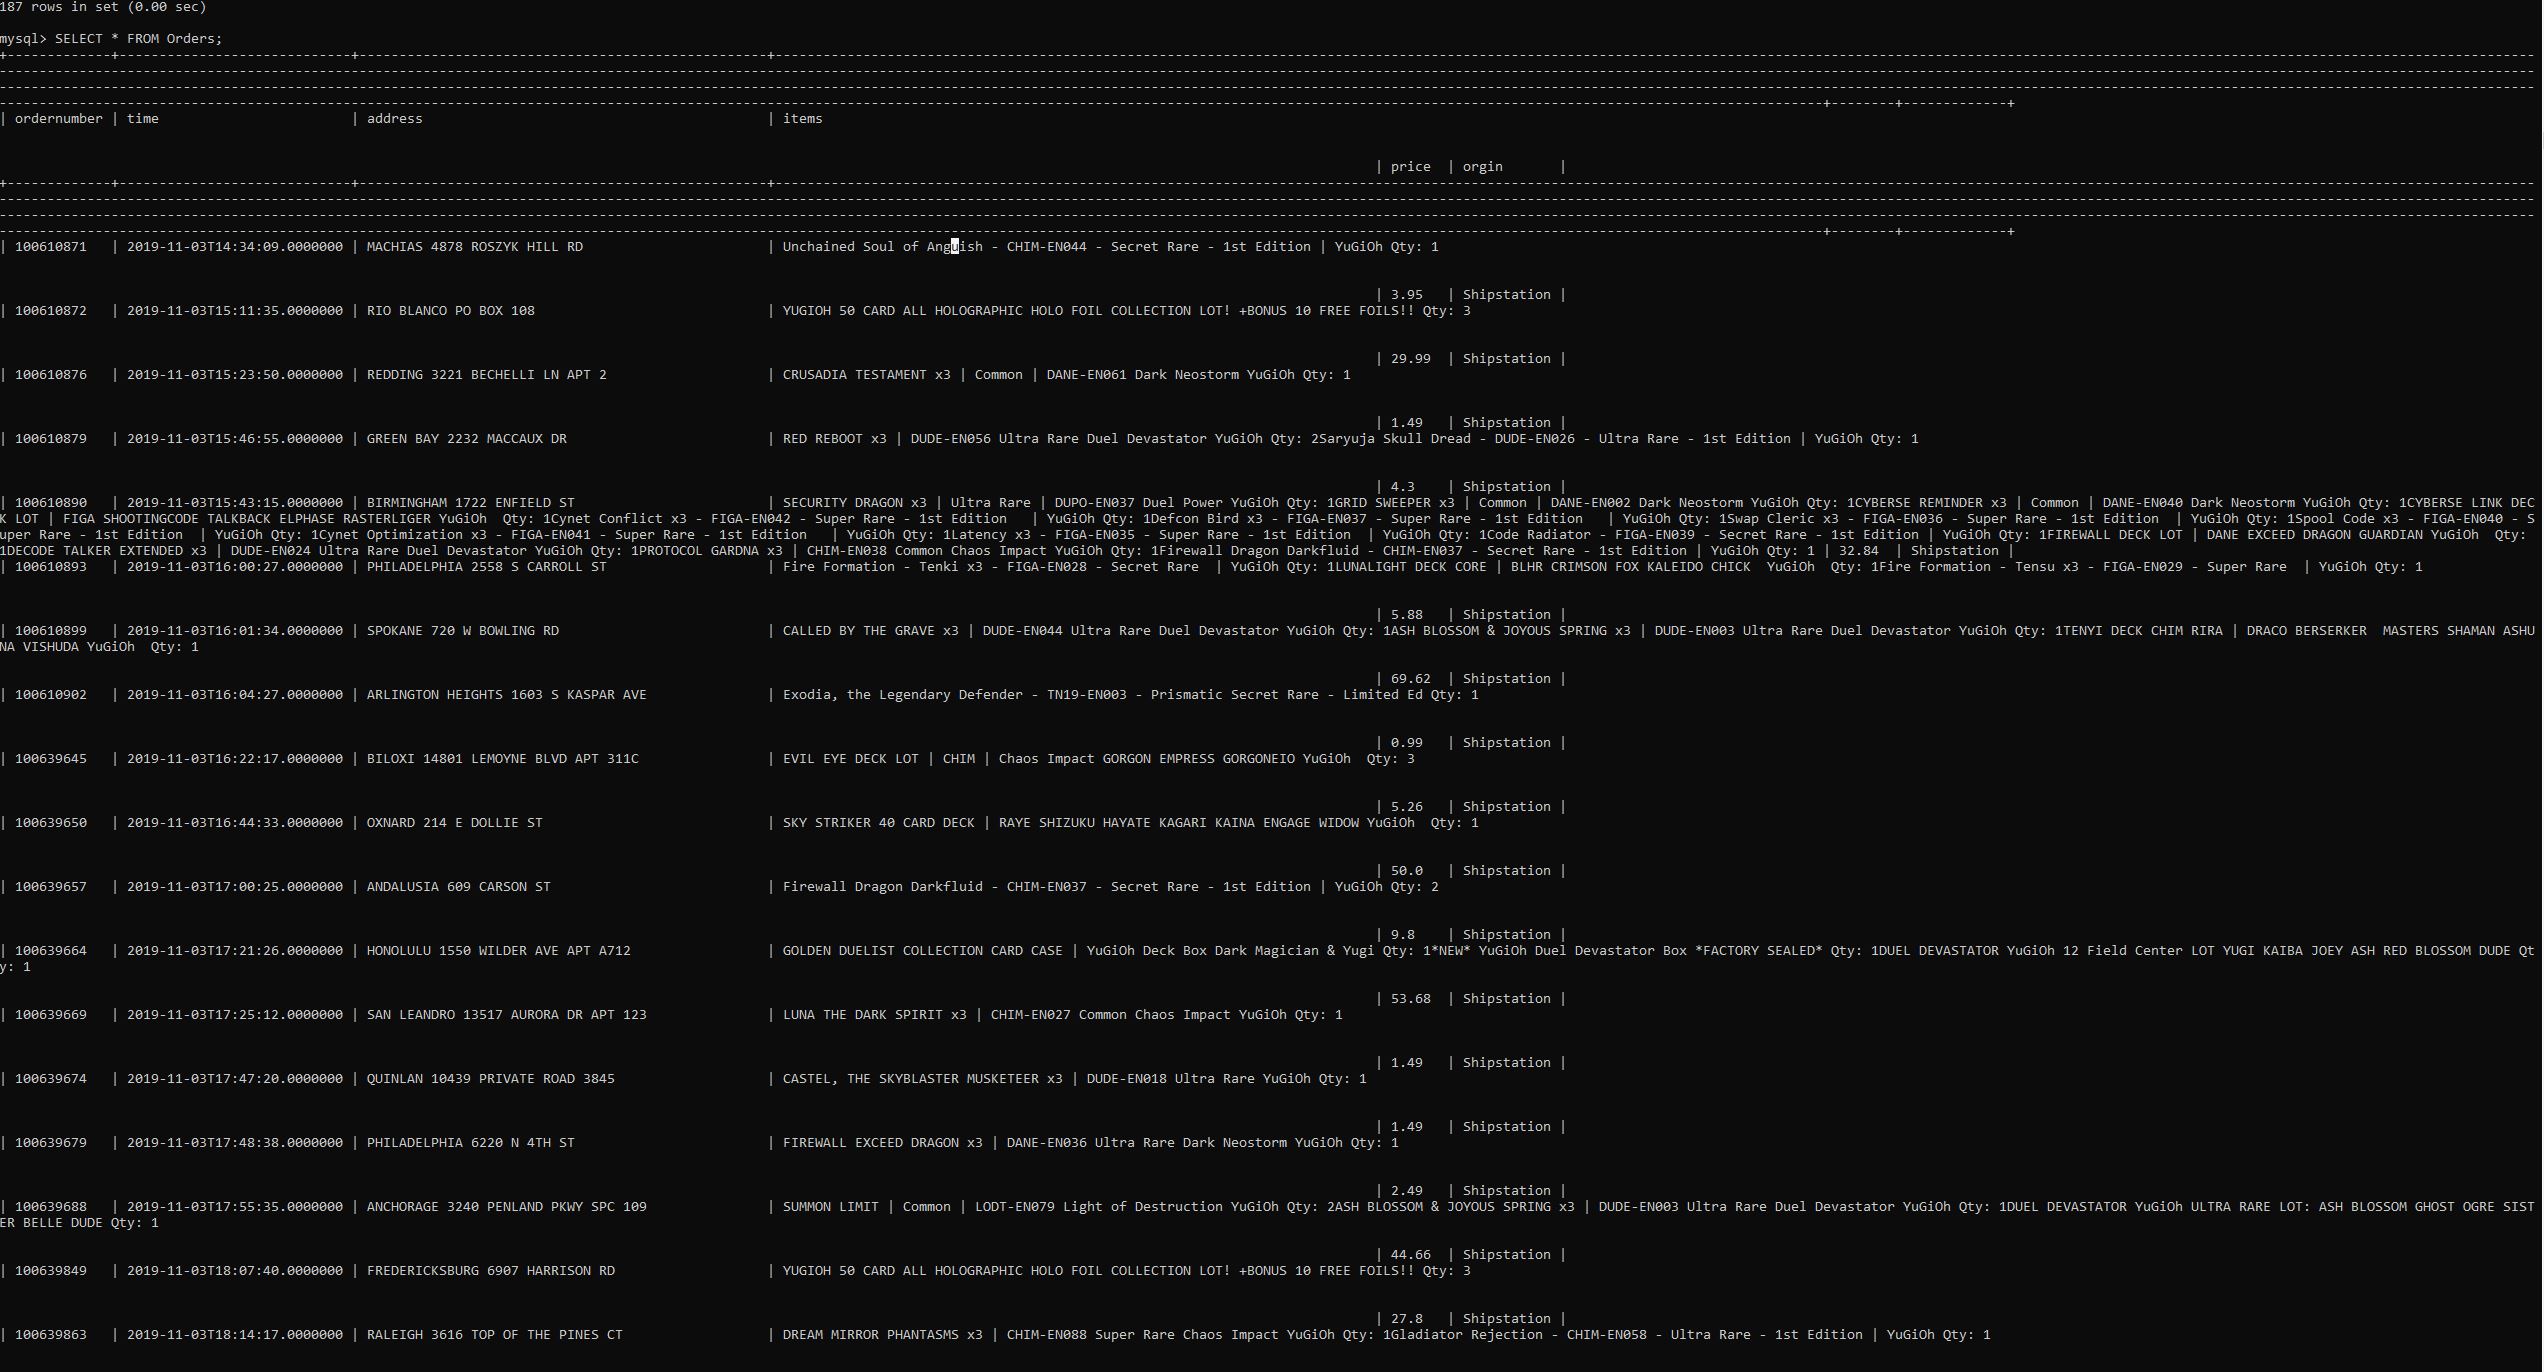 187 rows in set (0.00 sec)
mysql> SELECT * FROM Orders;
| ordernumber | time | address | items
| price | orgin |
| 100610871 | 2019-11-03T14:34:09.0000000 | MACHIAS 4878 ROSZYK HILL RD | Unchained Soul of Anguish - CHIM-EN044 - Secret Rare - 1st Edition | YuGiOh Qty: 1
| 3.95 | Shipstation |
| 100610872 | 2019-11-03T15:11:35.0000000 | RIO BLANCO PO BOX 108 | YUGIOH 50 CARD ALL HOLOGRAPHIC HOLO FOIL COLLECTION LOT! +BONUS 10 FREE FOILS!! Qty: 3
| 29.99 | Shipstation |
| 100610876 | 2019-11-03T15:23:50.0000000 | REDDING 3221 BECHELLI LN APT 2 | CRUSADIA TESTAMENT x3 | Common | DANE-EN061 Dark Neostorm YuGiOh Qty: 1
| 1.49 | Shipstation |
| 100610879 | 2019-11-03T15:46:55.0000000 | GREEN BAY 2232 MACCAUX DR | RED REBOOT x3 | DUDE-EN056 Ultra Rare Duel Devastator YuGiOh Qty: 2Saryuja Skull Dread - DUDE-EN026 - Ultra Rare - 1st Edition | YuGiOh Qty: 1
| 4.3 | Shipstation |
| 100610890 | 2019-11-03T15:43:15.0000000 | BIRMINGHAM 1722 ENFIELD ST | SECURITY DRAGON x3 | Ultra Rare | DUPO-EN037 Duel Power YuGiOh Qty: 1GRID SWEEPER x3 | Common | DANE-EN002 Dark Neostorm YuGiOh Qty: 1CYBERSE REMINDER x3 | Common | DANE-EN040 Dark Neostorm YuGiOh Qty: 1CYBERSE LINK DEC
K LOT | FIGA SHOOTINGCODE TALKBACK ELPHASE RASTERLIGER YuGiOh Qty: 1Cynet Conflict x3 - FIGA-EN042 - Super Rare - 1st Edition | YuGiOh Qty: 1Defcon Bird x3 - FIGA-EN037 - Super Rare - 1st Edition | YuGiOh Qty: 1Swap Cleric x3 - FIGA-EN036 - Super Rare - 1st Edition | YuGiOh Qty: 1Spool Code x3 - FIGA-EN040 - S
uper Rare - 1st Edition | YuGiOh Qty: 1Cynet Optimization x3 - FIGA-EN041 - Super Rare - 1st Edition | YuGiOh Qty: 1Latency x3 - FIGA-EN035 - Super Rare - 1st Edition | YuGiOh Qty: 1Code Radiator - FIGA-EN039 - Secret Rare - 1st Edition | YuGiOh Qty: 1FIREWALL DECK LOT | DANE EXCEED DRAGON GUARDIAN YuGiOh Qty:
1DECODE TALKER EXTENDED x3 | DUDE-EN024 Ultra Rare Duel Devastator YuGiOh Qty: 1PROTOCOL GARDNA x3 | CHIM-EN038 Common Chaos Impact YuGiOh Qty: 1Firewall Dragon Darkfluid - CHIM-EN037 - Secret Rare - 1st Edition | YuGiOh Qty: 1 | 32.84 | Shipstation |
| 100610893 | 2019-11-03T16:00:27.0000000 | PHILADELPHIA 2558 S CARROLL ST | Fire Formation - Tenki x3 - FIGA-EN028 - Secret Rare | YuGiOh Qty: 1LUNALIGHT DECK CORE | BLHR CRIMSON FOX KALEIDO CHICK YuGiOh Qty: 1Fire Formation - Tensu x3 - FIGA-EN029 - Super Rare | YuGiOh Qty: 1
| 5.88 | Shipstation |
| 100610899 | 2019-11-03T16:01:34.0000000 | SPOKANE 720 W BOWLING RD | CALLED BY THE GRAVE x3 | DUDE-EN044 Ultra Rare Duel Devastator YuGiOh Qty: 1ASH BLOSSOM & JOYOUS SPRING x3 | DUDE-EN003 Ultra Rare Duel Devastator YuGiOh Qty: 1TENYI DECK CHIM RIRA | DRACO BERSERKER MASTERS SHAMAN ASHU
NA VISHUDA YuGiOh Qty: 1
| 69.62 | Shipstation |
| 100610902 | 2019-11-03T16:04:27.0000000 | ARLINGTON HEIGHTS 1603 S KASPAR AVE | Exodia, the Legendary Defender - TN19-EN003 - Prismatic Secret Rare - Limited Ed Qty: 1
| 0.99 | Shipstation |
| 100639645 | 2019-11-03T16:22:17.0000000 | BILOXI 14801 LEMOYNE BLVD APT 311C | EVIL EYE DECK LOT | CHIM | Chaos Impact GORGON EMPRESS GORGONEIO YuGiOh Qty: 3
| 5.26 | Shipstation |
| 100639650 | 2019-11-03T16:44:33.0000000 | OXNARD 214 E DOLLIE ST | SKY STRIKER 40 CARD DECK | RAYE SHIZUKU HAYATE KAGARI KAINA ENGAGE WIDOW YuGiOh Qty: 1
| 50.0 | Shipstation |
| 100639657 | 2019-11-03T17:00:25.0000000 | ANDALUSIA 609 CARSON ST | Firewall Dragon Darkfluid - CHIM-EN037 - Secret Rare - 1st Edition | YuGiOh Qty: 2
| 9.8 | Shipstation |
| 100639664 | 2019-11-03T17:21:26.0000000 | HONOLULU 1550 WILDER AVE APT A712 | GOLDEN DUELIST COLLECTION CARD CASE | YuGiOh Deck Box Dark Magician & Yugi Qty: 1*NEW* YuGiOh Duel Devastator Box *FACTORY SEALED* Qty: 1DUEL DEVASTATOR YuGiOh 12 Field Center LOT YUGI KAIBA JOEY ASH RED BLOSSOM DUDE Qt
y: 1
| 53.68 | Shipstation |
| 100639669 | 2019-11-03T17:25:12.0000000 | SAN LEANDRO 13517 AURORA DR APT 123 | LUNA THE DARK SPIRIT x3 | CHIM-EN027 Common Chaos Impact YuGiOh Qty: 1
| 1.49 | Shipstation |
| 100639674 | 2019-11-03T17:47:20.0000000 | QUINLAN 10439 PRIVATE ROAD 3845 | CASTEL, THE SKYBLASTER MUSKETEER x3 | DUDE-EN018 Ultra Rare YuGiOh Qty: 1
| 1.49 | Shipstation |
| 100639679 | 2019-11-03T17:48:38.0000000 | PHILADELPHIA 6220 N 4TH ST | FIREWALL EXCEED DRAGON x3 | DANE-EN036 Ultra Rare Dark Neostorm YuGiOh Qty: 1
| 2.49 | Shipstation |
| 100639688 | 2019-11-03T17:55:35.0000000 | ANCHORAGE 3240 PENLAND PKWY SPC 109 | SUMMON LIMIT | Common | LODT-EN079 Light of Destruction YuGiOh Qty: 2ASH BLOSSOM & JOYOUS SPRING x3 | DUDE-EN003 Ultra Rare Duel Devastator YuGiOh Qty: 1DUEL DEVASTATOR YuGiOh ULTRA RARE LOT: ASH BLOSSOM GHOST OGRE SIST
ER BELLE DUDE Qty: 1
| 44.66 | Shipstation |
| 100639849 | 2019-11-03T18:07:40.0000000 | FREDERICKSBURG 6907 HARRISON RD | YUGIOH 50 CARD ALL HOLOGRAPHIC HOLO FOIL COLLECTION LOT! +BONUS 10 FREE FOILS!! Qty: 3
| 27.8 | Shipstation |
| 100639863 | 2019-11-03T18:14:17.0000000 | RALEIGH 3616 TOP OF THE PINES CT | DREAM MIRROR PHANTASMS x3 | CHIM-EN088 Super Rare Chaos Impact YuGiOh Qty: 1Gladiator Rejection - CHIM-EN058 - Ultra Rare - 1st Edition | YuGiOh Qty: 1